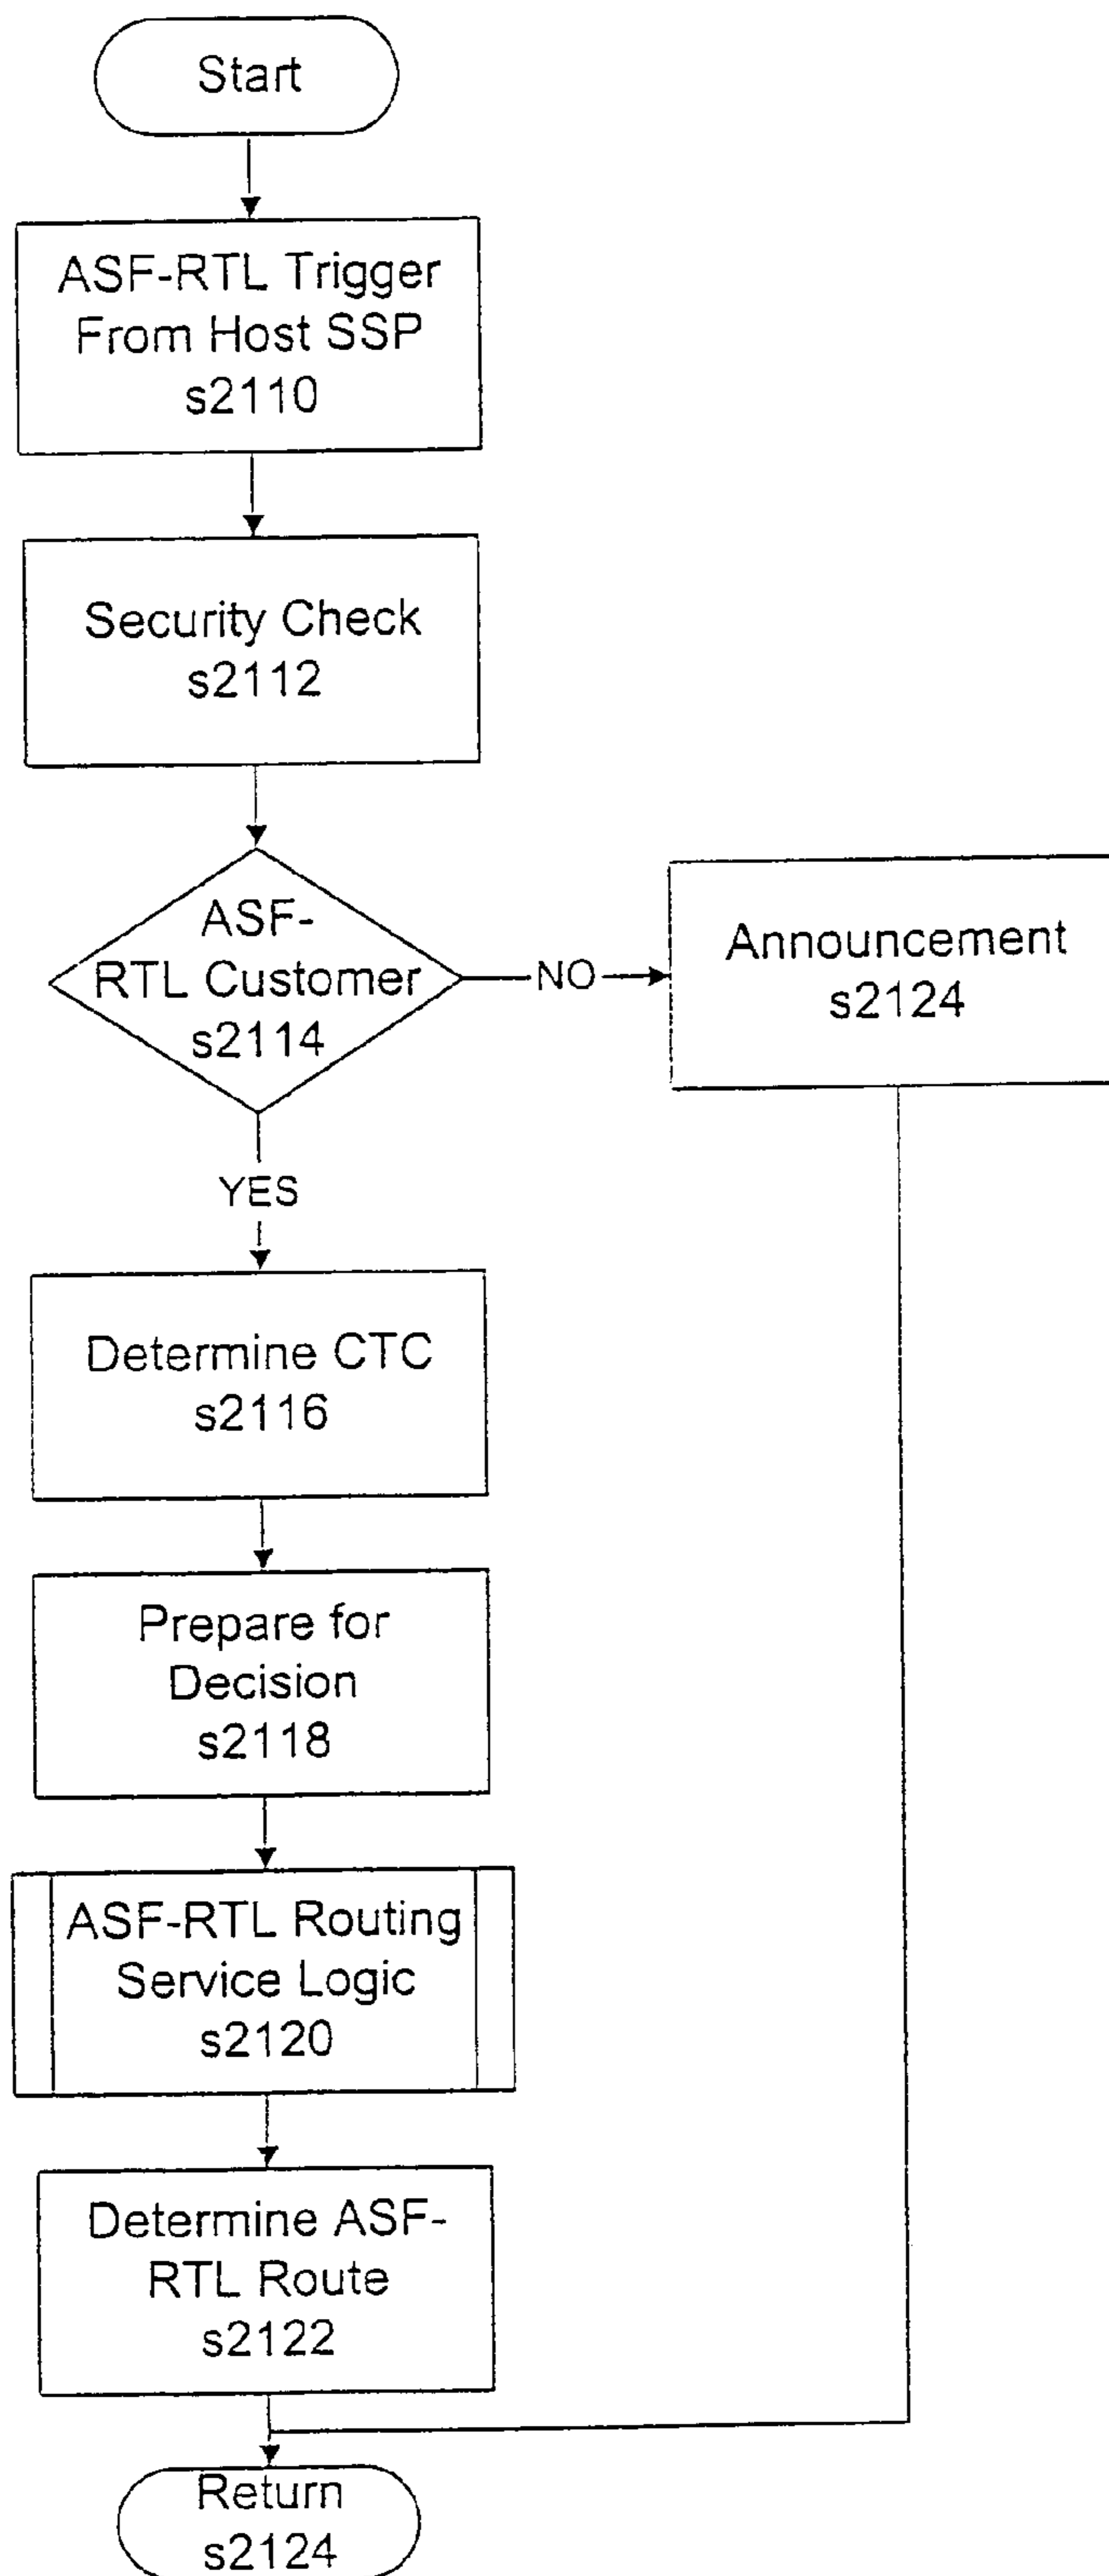 Start
ASF-RTL Trigger
From Host SSP
s2110
Security Check
s2112
ASF-
RTL Customer
s2114
NO
Announcement
s2124
YES
Determine CTC
s2116
Prepare for
Decision
s2118
ASF-RTL Routing
Service Logic
s2120
Determine ASF-
RTL Route
s2122
Return
s2124